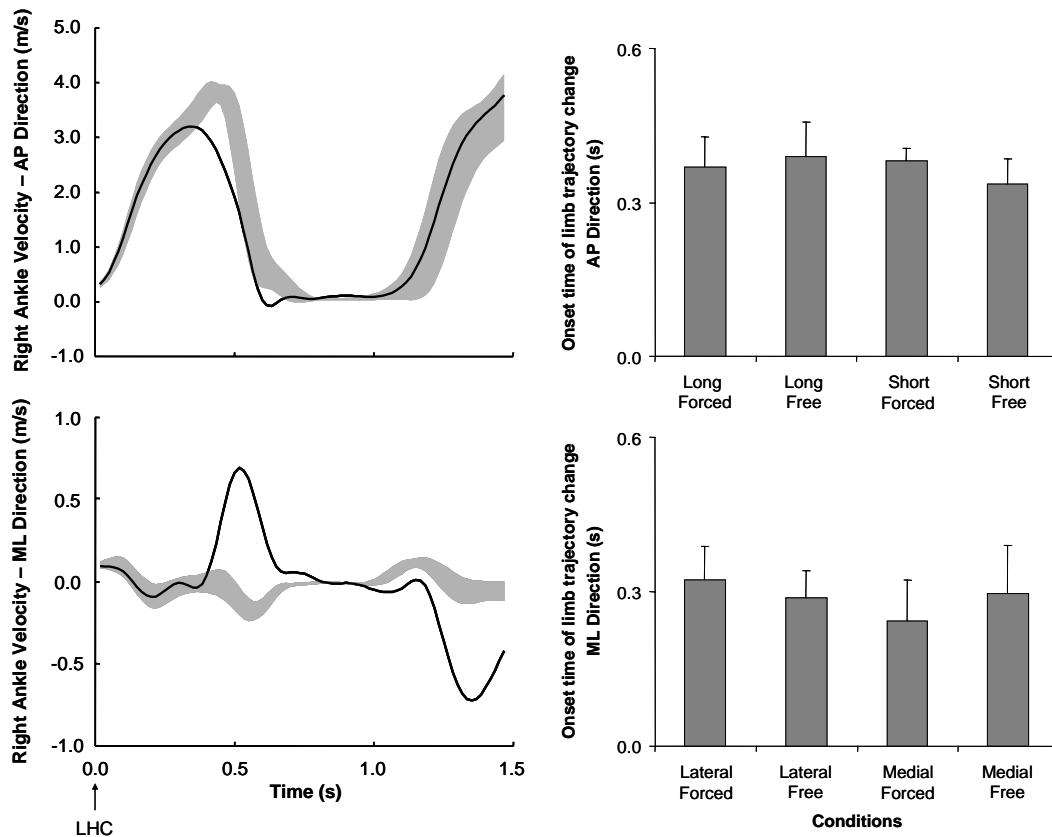 Right Ankle Velocity – AP Direction (m/s)
5.0
4.0
3.0
2.0
1.0
0.0
-1.0
Onset time of limb trajectory change
AP Direction (s)
0.6
0.3
0.0
Long
Forced
Long
Free
Short
Forced
Short
Free
Right Ankle Velocity – ML Direction (m/s)
1.0
0.5
0.0
-0.5
-1.0
0.0
0.5
1.0
1.5
Time (s)
LHC
Onset time of limb trajectory change
ML Direction (s)
0.6
0.3
0.0
Lateral
Forced
Lateral
Free
Medial
Forced
Medial
Free
Conditions